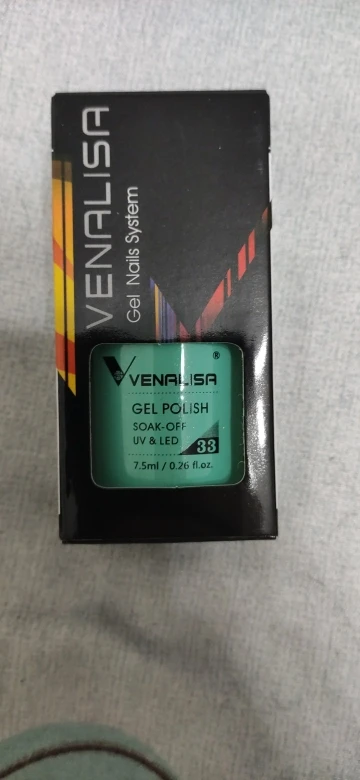 VENALISA
Gel Nails System
®
VENALISA
GEL POLISH
SOAK-OFF
UV & LED
33
7.5ml / 0.26 fl.oz.